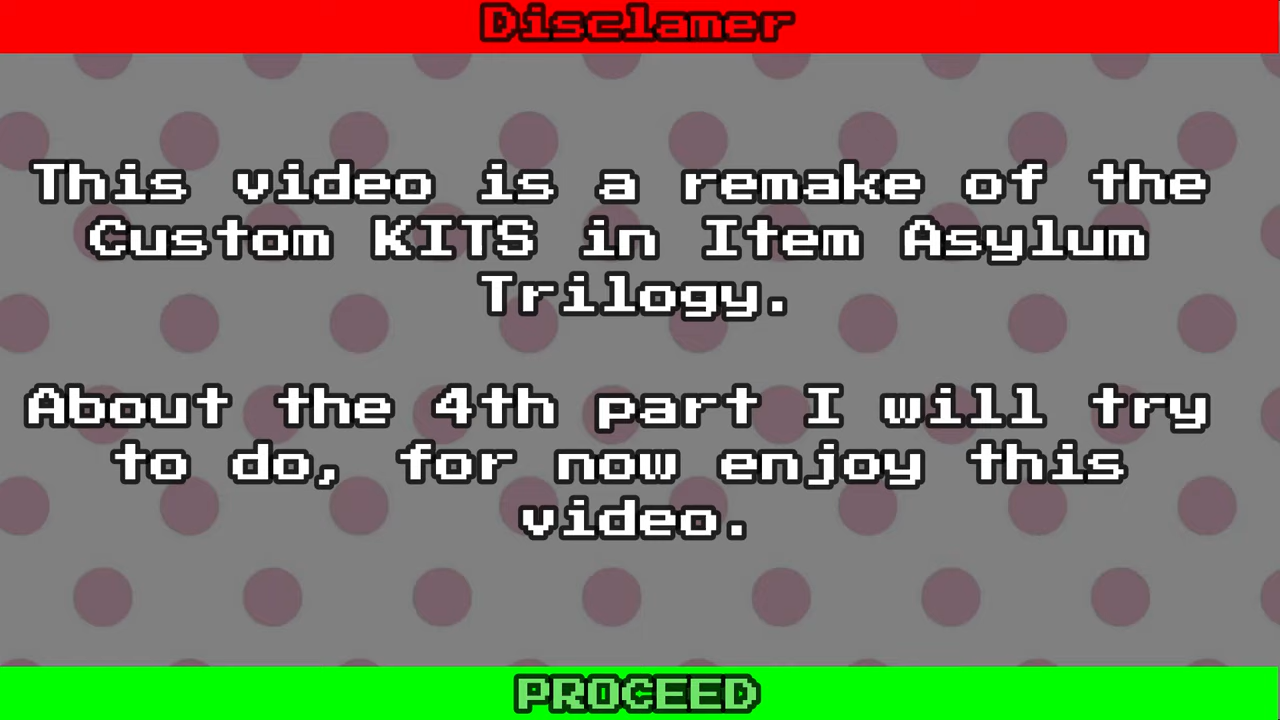 Disclamer
This video is a remake of the
Custom KITS in Item Asylum
Trilogy.
About the 4th part I will try
to do, for now enjoy this
video.
PROCEED